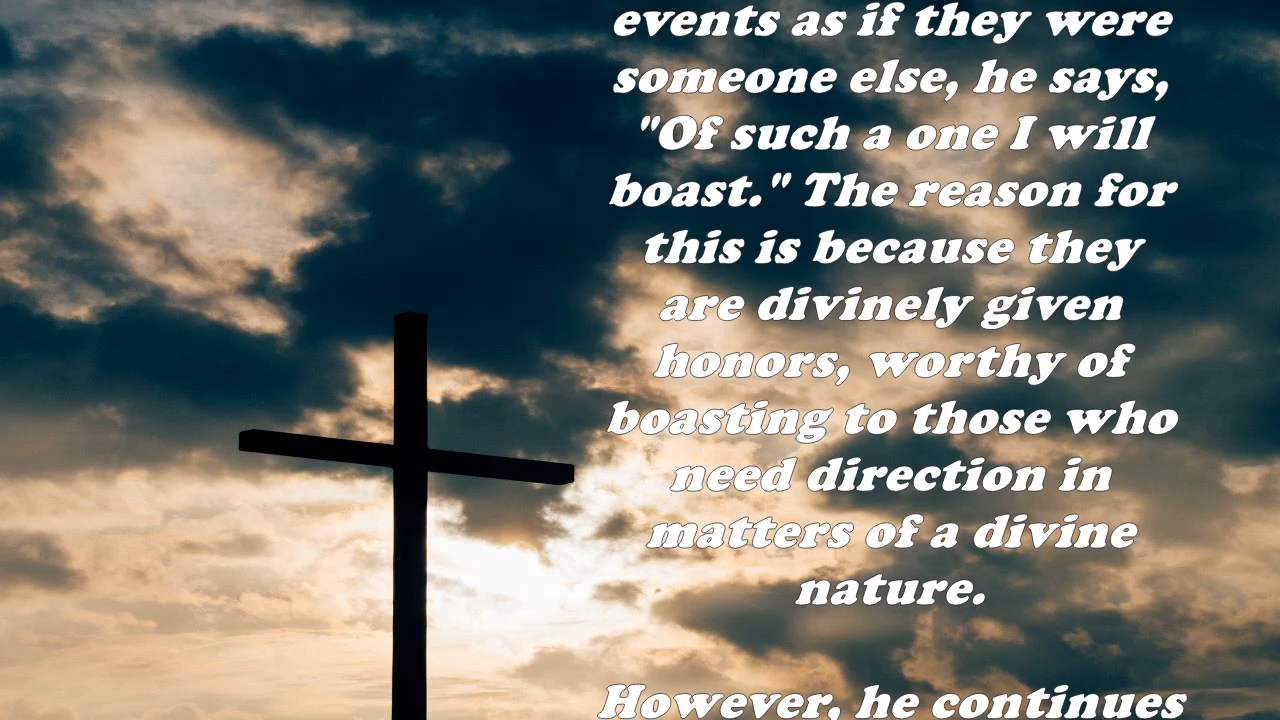 events as if they were
someone else, he says,
"Of such a one I will
boast." The reason for
this is because they
are divinely given
honors, worthy of
boasting to those who
need direction in
matters of a divine
nature.
However, he continues